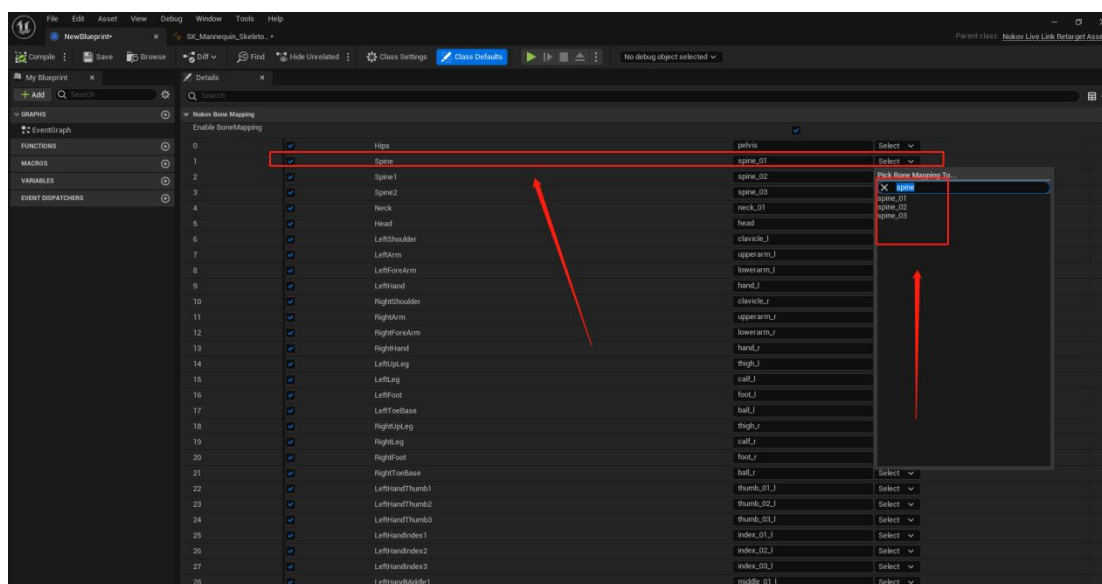 File Edit Asset View Debug Window Tools Help
NewBlueprint• × SK_Mannequin_Skeleto...•
Parent class: Nokov Live Link Retarget Asse
Compile Save Browse Diff Find Hide Unrelated Class Settings Class Defaults No debug object selected
My Blueprint × Details ×
+ Add Search Search
GRAPHS Nokov Bone Mapping
EventGraph Enable BoneMapping
FUNCTIONS
MACROS
VARIABLES
EVENT DISPATCHERS
0 Hips pelvis Select
1 Spine spine_01 Select
2 Spine1 spine_02
3 Spine2 spine_03
4 Neck neck_01
5 Head head
6 LeftShoulder clavicle_l
7 LeftArm upperarm_l
8 LeftForeArm lowerarm_l
9 LeftHand hand_l
10 RightShoulder clavicle_r
11 RightArm upperarm_r
12 RightForeArm lowerarm_r
13 RightHand hand_r
14 LeftUpLeg thigh_l
15 LeftLeg calf_l
16 LeftFoot foot_l
17 LeftToeBase ball_l
18 RightUpLeg thigh_r
19 RightLeg calf_r
20 RightFoot foot_r
21 RightToeBase ball_r Select
22 LeftHandThumb1 thumb_01_l Select
23 LeftHandThumb2 thumb_02_l Select
24 LeftHandThumb3 thumb_03_l Select
25 LeftHandIndex1 index_01_l Select
26 LeftHandIndex2 index_02_l Select
27 LeftHandIndex3 index_03_l Select
28 LeftHandMiddle1 middle_01_l Select
Pick Bone Mapping To...
spine
spine_01
spine_02
spine_03